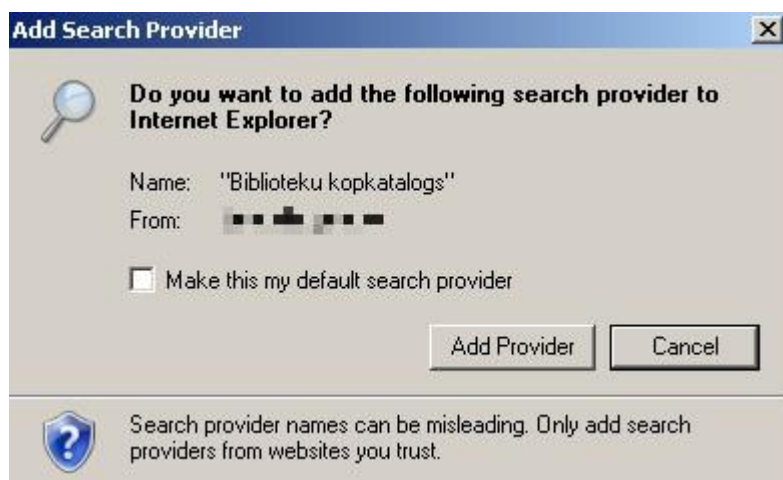 Add Search Provider
Do you want to add the following search provider to
Internet Explorer?
Name: "Biblioteku kopkatalogs"
From:
Make this my default search provider
Add Provider Cancel
Search provider names can be misleading. Only add search
providers from websites you trust.